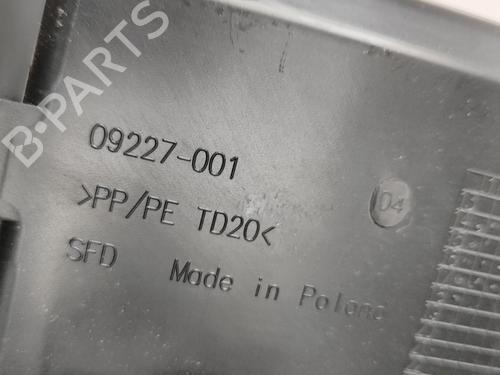 B-PARTS
09227-001
>PP/PE TD20<
04
SFD Made in Poland